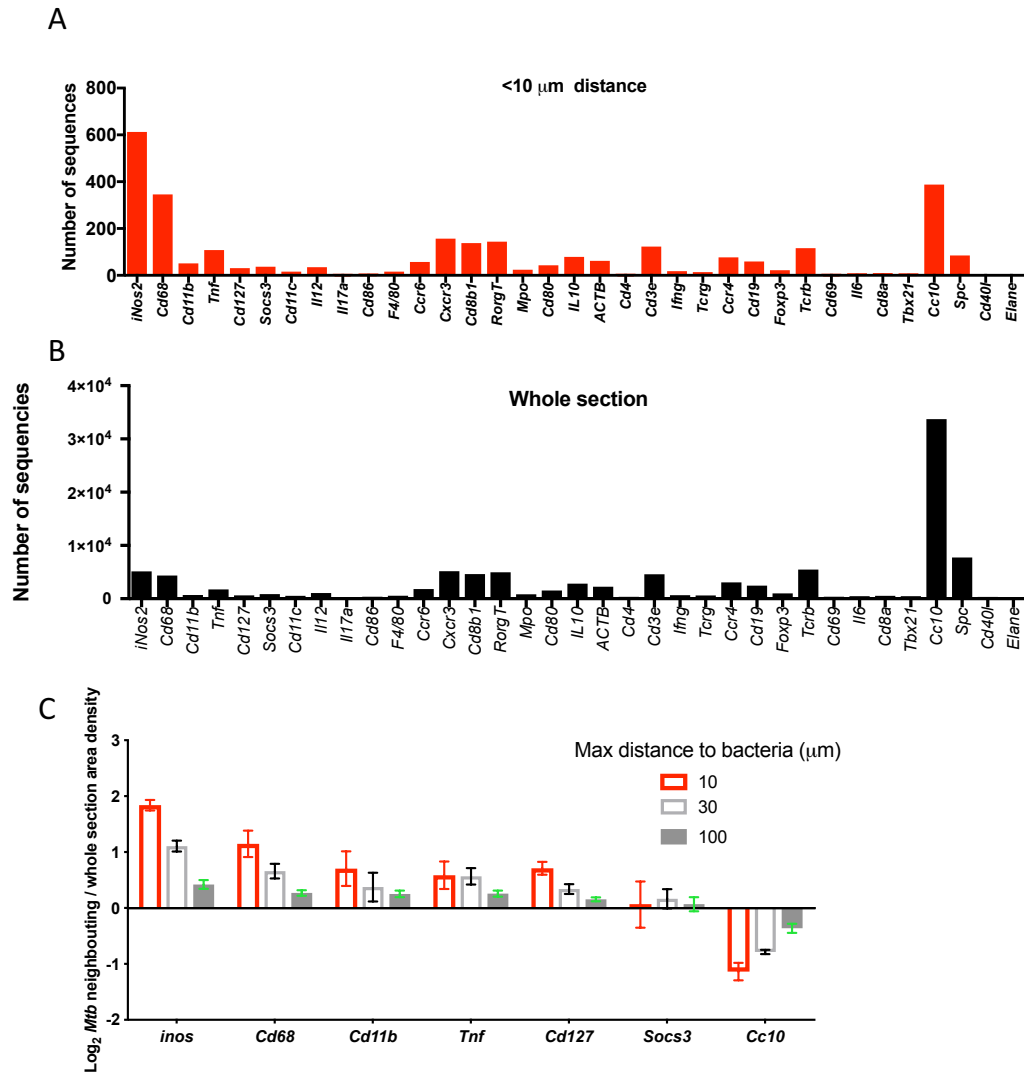 A
<10 μm distance
Number of sequences
800
600
400
200
0
iNos2 Cd68 Cd11b Tnf Cd127 Socs3 Cd11c Il12 Il17a Cd86 F4/80 Ccr6 Cxcr3 Cd8b1 RorgT Mpo Cd80 IL10 ACTB Cd4 Cd3e Ifng Tcrg Ccr4 Cd19 Foxp3 Tcrb Cd69 Il6 Cd8a Tbx21 Cc10 Spc Cd40l Elane
B
Whole section
Number of sequencies
4×10⁴
3×10⁴
2×10⁴
1×10⁴
0
iNos2 Cd68 Cd11b Tnf Cd127 Socs3 Cd11c Il12 Il17a Cd86 F4/80 Ccr6 Cxcr3 Cd8b1 RorgT Mpo Cd80 IL10 ACTB Cd4 Cd3e Ifng Tcrg Ccr4 Cd19 Foxp3 Tcrb Cd69 Il6 Cd8a Tbx21 Cc10 Spc Cd40l Elane
C
Log₂ Mtb neighbouting / whole section area density
3
2
1
0
-1
-2
Max distance to bacteria (μm)
10
30
100
inos Cd68 Cd11b Tnf Cd127 Socs3 Cc10